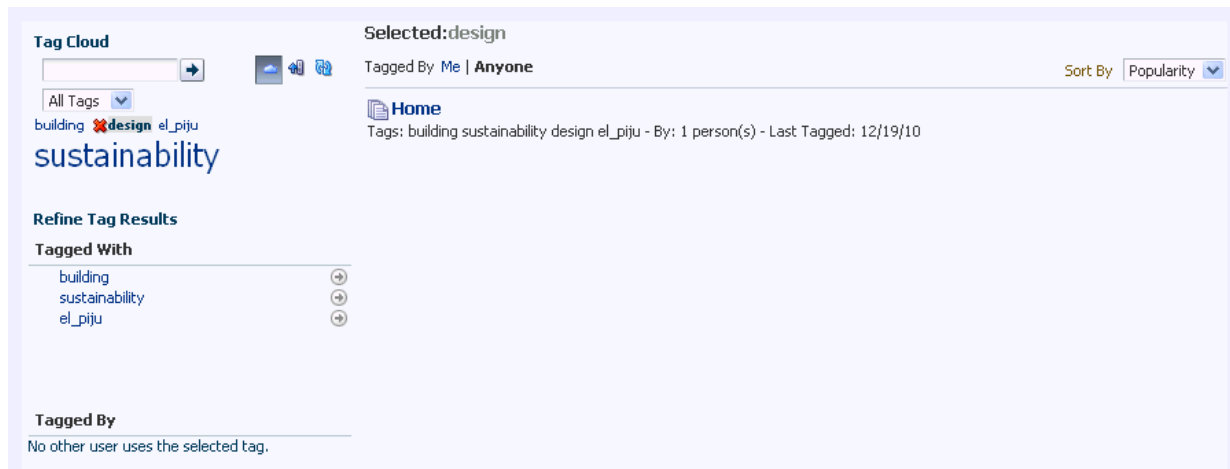 Tag Cloud
All Tags
building design el_piju
sustainability
Refine Tag Results
Tagged With
building
sustainability
el_piju
Tagged By
No other user uses the selected tag.
Selected:design
Tagged By Me | Anyone
Sort By Popularity
Home
Tags: building sustainability design el_piju - By: 1 person(s) - Last Tagged: 12/19/10